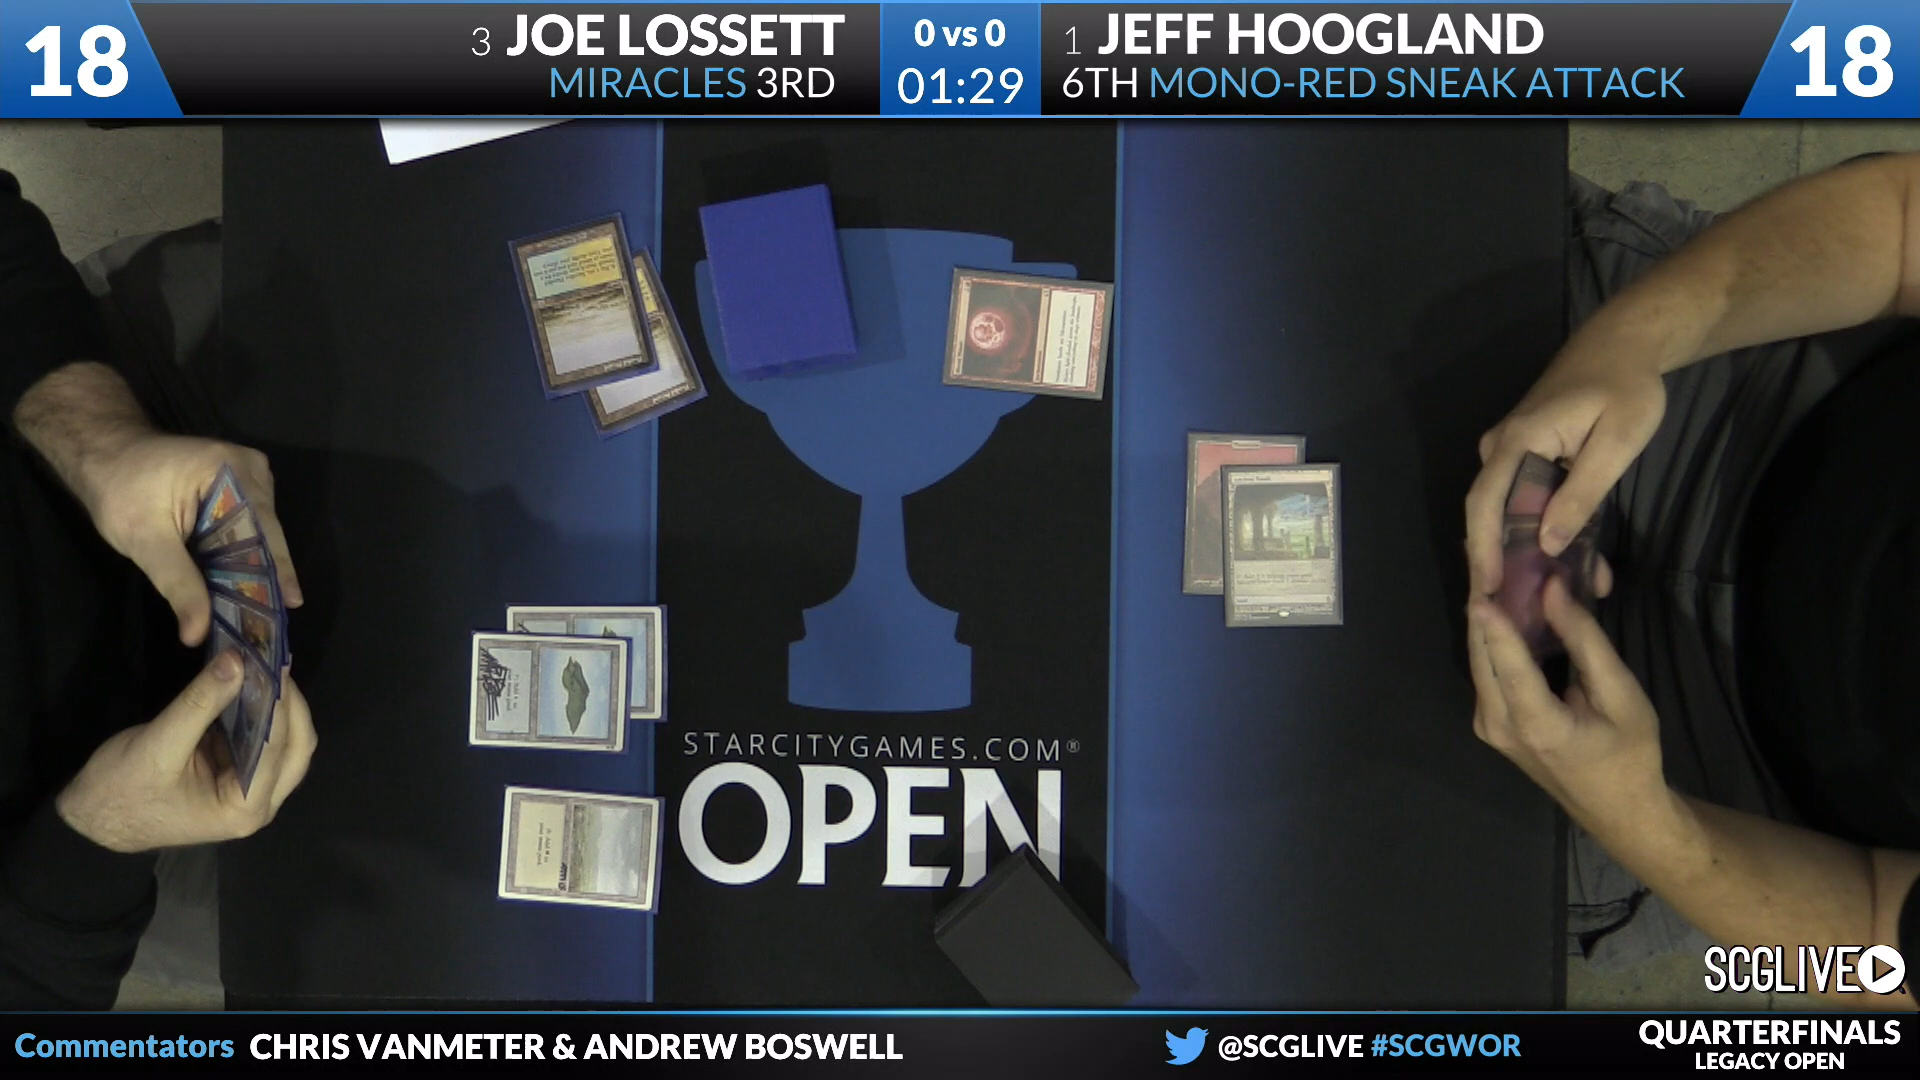 18
3 JOE LOSSETT
MIRACLES 3RD
0 vs 0
01:29
1 JEFF HOOGLAND
6TH MONO-RED SNEAK ATTACK
18
STARCITYGAMES.COM®
OPEN
SCGLIVE
Commentators CHRIS VANMETER & ANDREW BOSWELL
@SCGLIVE #SCGWOR
QUARTERFINALS
LEGACY OPEN